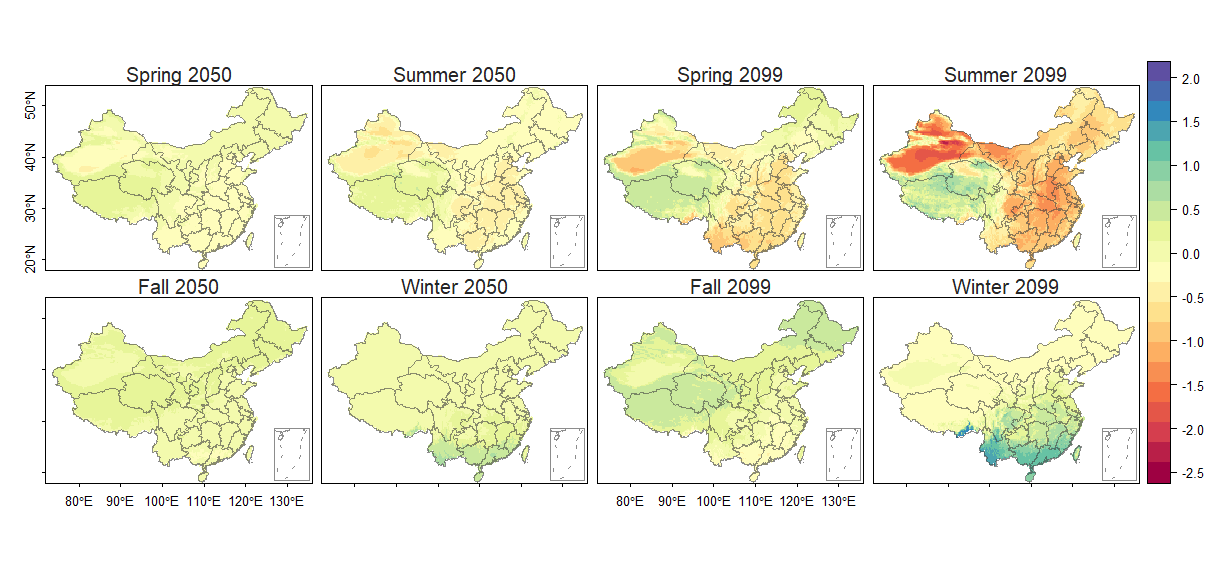 Spring 2050 Summer 2050 Spring 2099 Summer 2099
50°N
40°N
30°N
20°N
Fall 2050 Winter 2050 Fall 2099 Winter 2099
80°E 90°E 100°E 110°E 120°E 130°E
80°E 90°E 100°E 110°E 120°E 130°E
2.0
1.5
1.0
0.5
0.0
-0.5
-1.0
-1.5
-2.0
-2.5